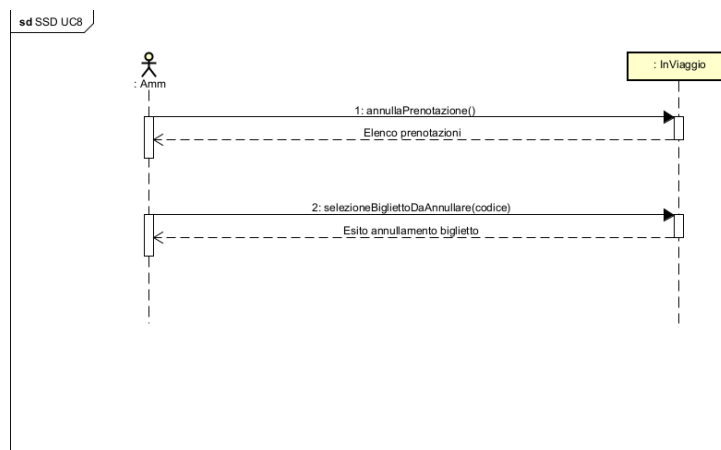 sd SSD UC8
: Amm
: InViaggio
1: annullaPrenotazione()
Elenco prenotazioni
2: selezioneBigliettoDaAnnullare(codice)
Esito annullamento biglietto